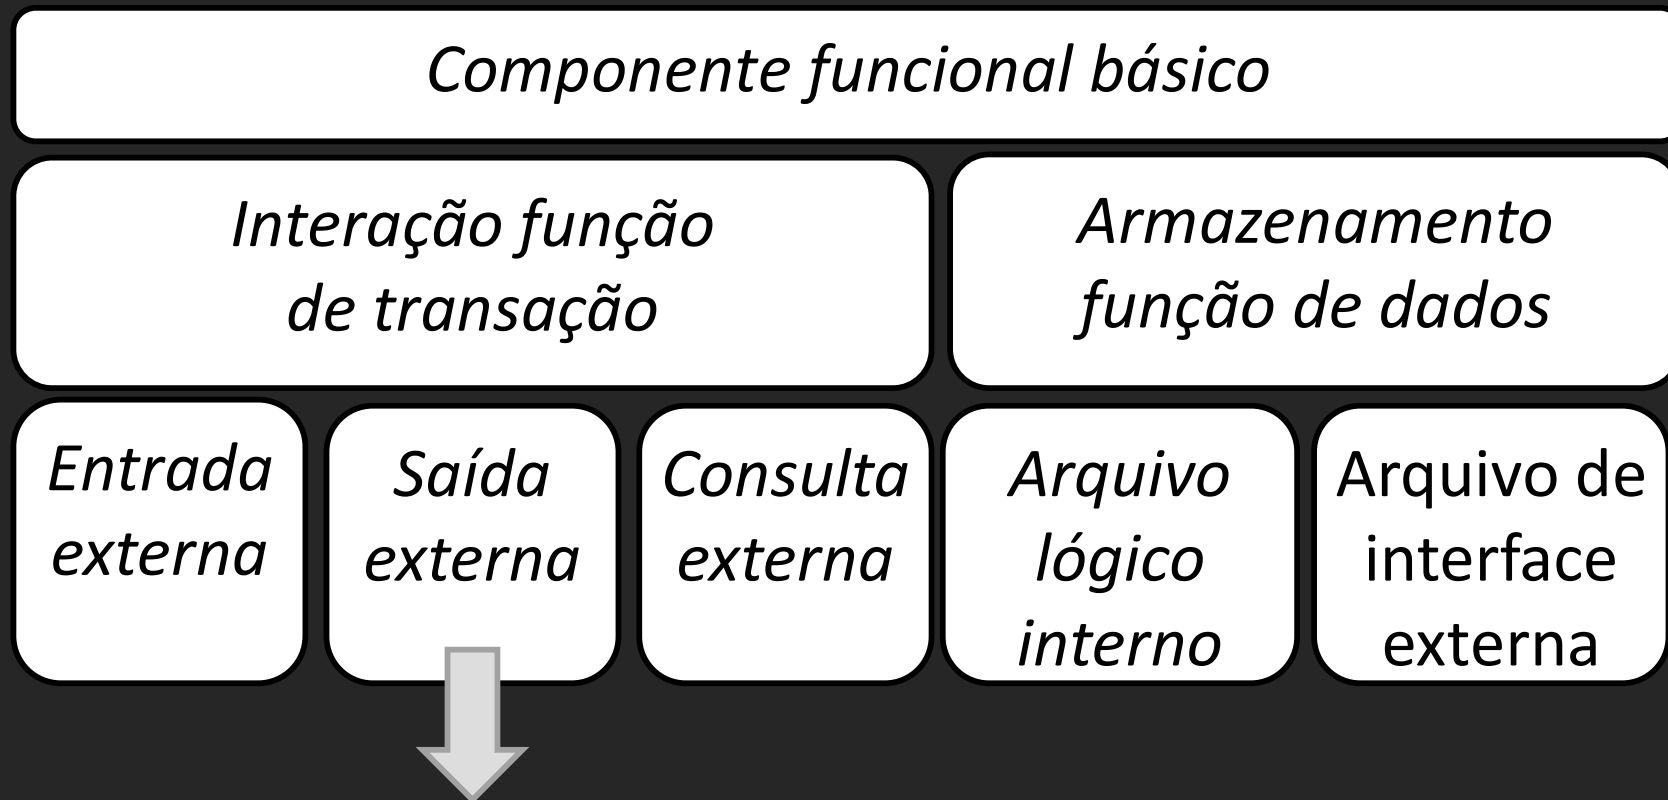 Componente funcional básico
Interação função
de transação
Armazenamento
função de dados
Entrada
externa
Saída
externa
Consulta
externa
Arquivo
lógico
interno
Arquivo de
interface
externa